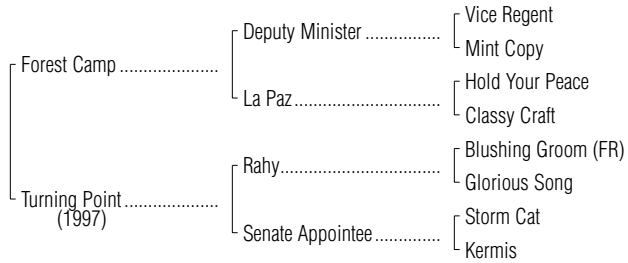 Vice Regent
Deputy Minister ................
Mint Copy
Forest Camp .....................
Hold Your Peace
La Paz...............................
Classy Craft
Blushing Groom (FR)
Rahy..................................
Glorious Song
Turning Point....................
(1997)
Storm Cat
Senate Appointee..............
Kermis